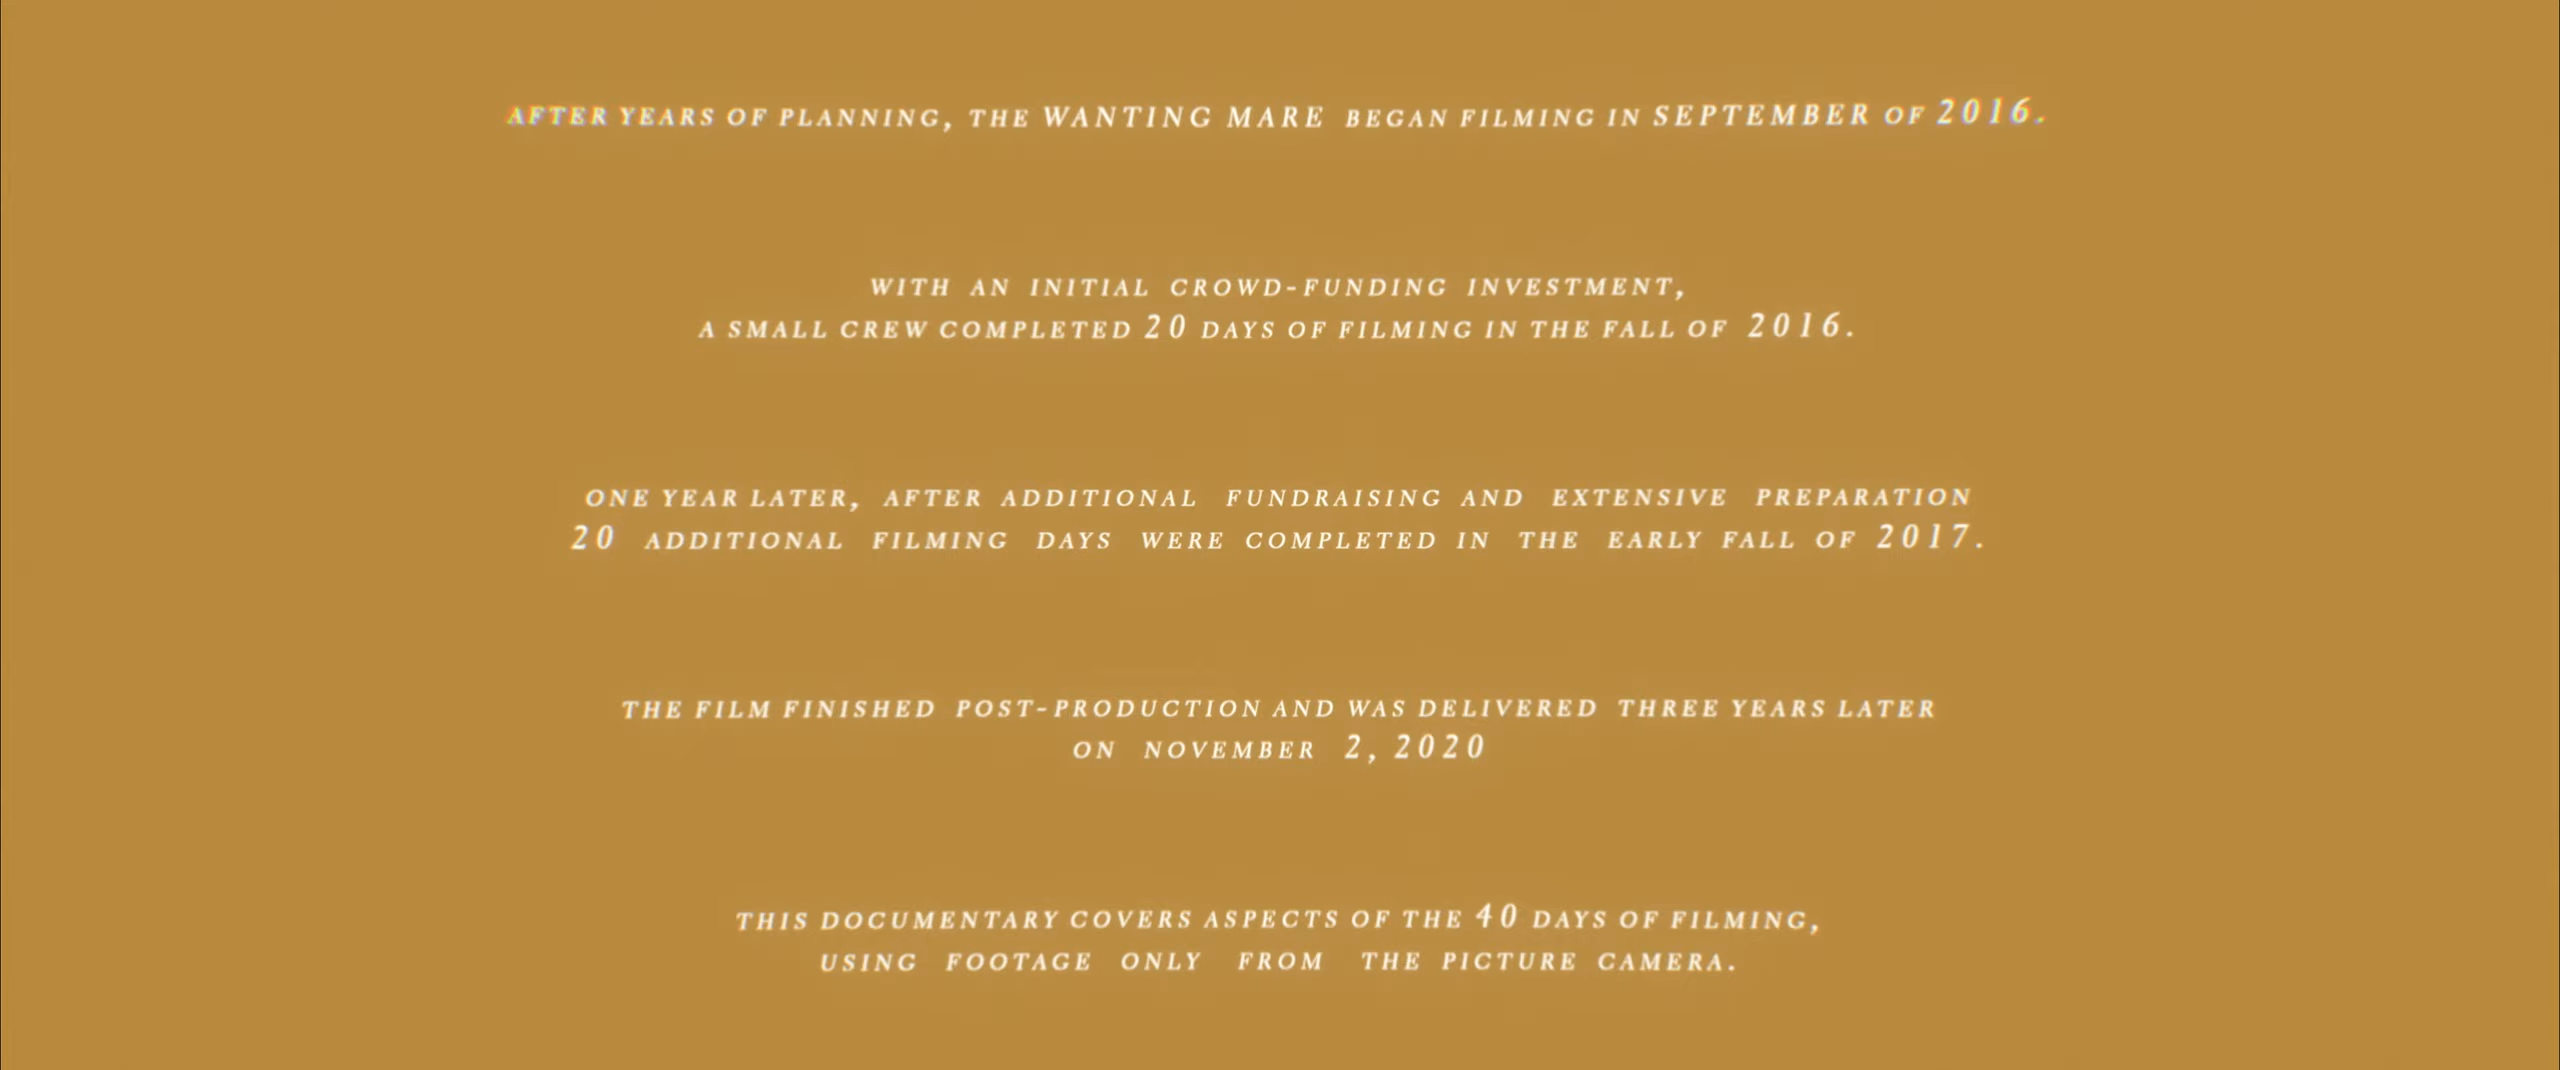 AFTER YEARS OF PLANNING, THE WANTING MARE BEGAN FILMING IN SEPTEMBER OF 2016.
WITH AN INITIAL CROWD-FUNDING INVESTMENT,
A SMALL CREW COMPLETED 20 DAYS OF FILMING IN THE FALL OF 2016.
ONE YEAR LATER, AFTER ADDITIONAL FUNDRAISING AND EXTENSIVE PREPARATION
20 ADDITIONAL FILMING DAYS WERE COMPLETED IN THE EARLY FALL OF 2017.
THE FILM FINISHED POST-PRODUCTION AND WAS DELIVERED THREE YEARS LATER
ON NOVEMBER 2, 2020
THIS DOCUMENTARY COVERS ASPECTS OF THE 40 DAYS OF FILMING,
USING FOOTAGE ONLY FROM THE PICTURE CAMERA.